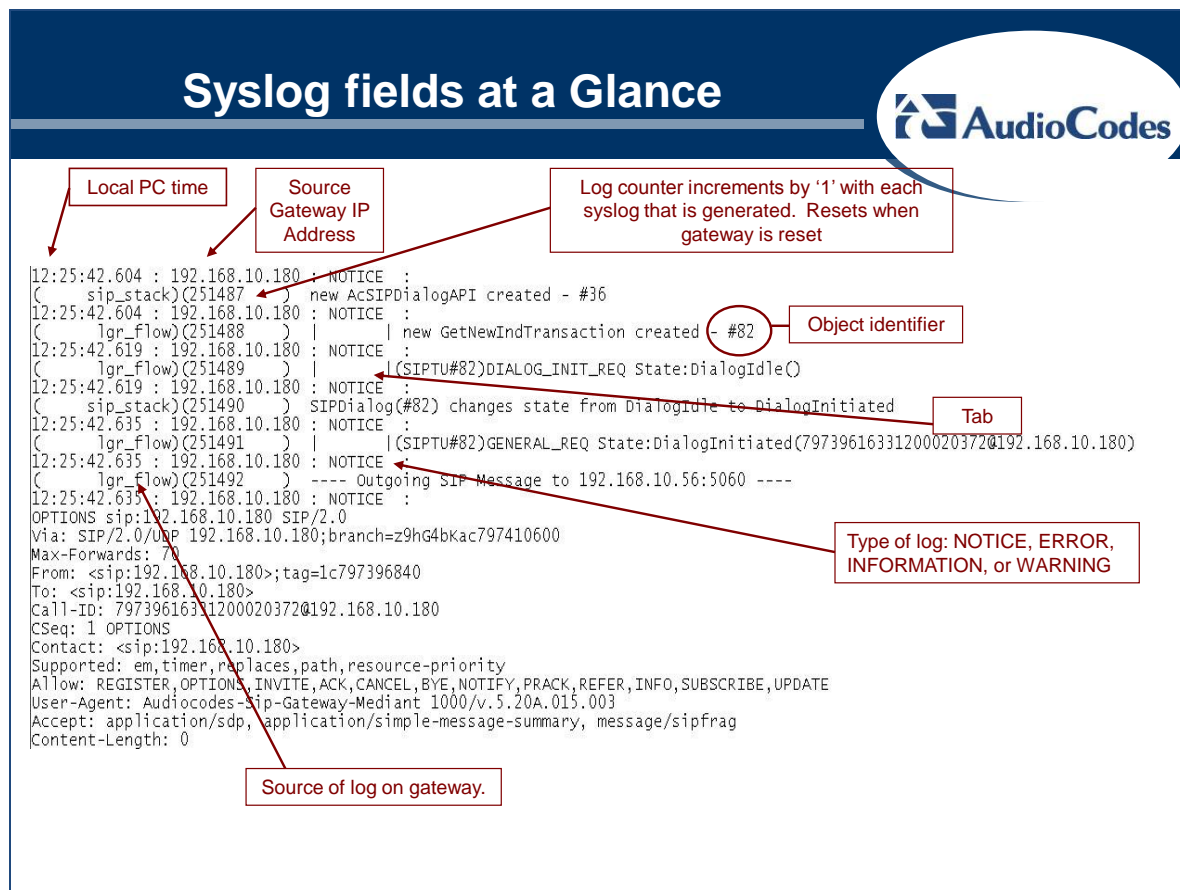 Syslog fields at a Glance
AudioCodes
Local PC time
Source
Gateway IP
Address
Log counter increments by ‘1’ with each
syslog that is generated. Resets when
gateway is reset
12:25:42.604 : 192.168.10.180 : NOTICE :
( sip_stack)(251487 ) new AcSIPDialogAPI created - #36
12:25:42.604 : 192.168.10.180 : NOTICE :
( lgr_flow)(251488 ) | | new GetNewIndTransaction created - #82
Object identifier
12:25:42.619 : 192.168.10.180 : NOTICE :
( lgr_flow)(251489 ) | |(SIPTU#82)DIALOG_INIT_REQ State:DialogIdle()
12:25:42.619 : 192.168.10.180 : NOTICE :
( sip_stack)(251490 ) SIPDialog(#82) changes state from DialogIdle to DialogInitiated
Tab
12:25:42.635 : 192.168.10.180 : NOTICE :
( lgr_flow)(251491 ) | |(SIPTU#82)GENERAL_REQ State:DialogInitiated(797396163312000203720@192.168.10.180)
12:25:42.635 : 192.168.10.180 : NOTICE :
( lgr_flow)(251492 ) ---- Outgoing SIP Message to 192.168.10.56:5060 ----
12:25:42.635 : 192.168.10.180 : NOTICE :
OPTIONS sip:192.168.10.180 SIP/2.0
Via: SIP/2.0/UDP 192.168.10.180;branch=z9hG4bKac797410600
Type of log: NOTICE, ERROR,
INFORMATION, or WARNING
Max-Forwards: 70
From: <sip:192.168.10.180>;tag=1c797396840
To: <sip:192.168.10.180>
Call-ID: 797396163312000203720@192.168.10.180
CSeq: 1 OPTIONS
Contact: <sip:192.168.10.180>
Supported: em,timer,replaces,path,resource-priority
Allow: REGISTER,OPTIONS,INVITE,ACK,CANCEL,BYE,NOTIFY,PRACK,REFER,INFO,SUBSCRIBE,UPDATE
User-Agent: Audiocodes-Sip-Gateway-Mediant 1000/v.5.20A.015.003
Accept: application/sdp, application/simple-message-summary, message/sipfrag
Content-Length: 0
Source of log on gateway.